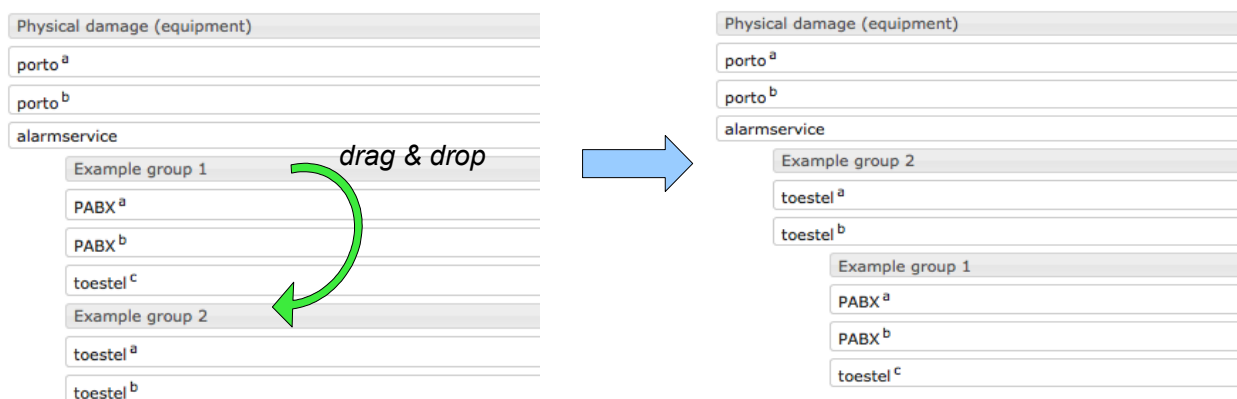 Physical damage (equipment)
porto a
porto b
alarmservice
Example group 1
PABX a
PABX b
toestel c
Example group 2
toestel a
toestel b
drag & drop
Physical damage (equipment)
porto a
porto b
alarmservice
Example group 2
toestel a
toestel b
Example group 1
PABX a
PABX b
toestel c